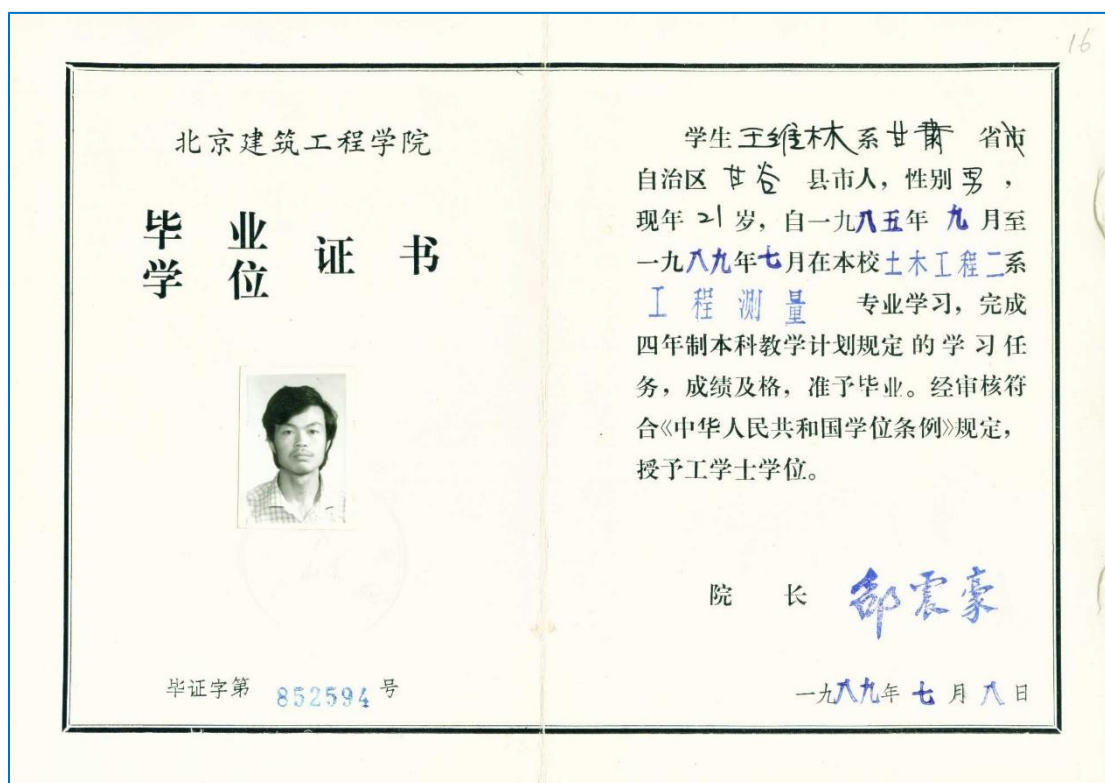 16
北京建筑工程学院
毕业
学位
证书
毕证字第 852594 号
学生王维林系甘肃 省市
自治区 甘谷 县市人，性别男，
现年21岁，自一九八五年九月至
一九八九年七月在本校土木工程二系
工程测量 专业学习，完成
四年制本科教学计划规定的学习任
务，成绩及格，准予毕业。经审核符
合《中华人民共和国学位条例》规定，
授予工学士学位。
院 长 邵震豪
一九八九年七月八日